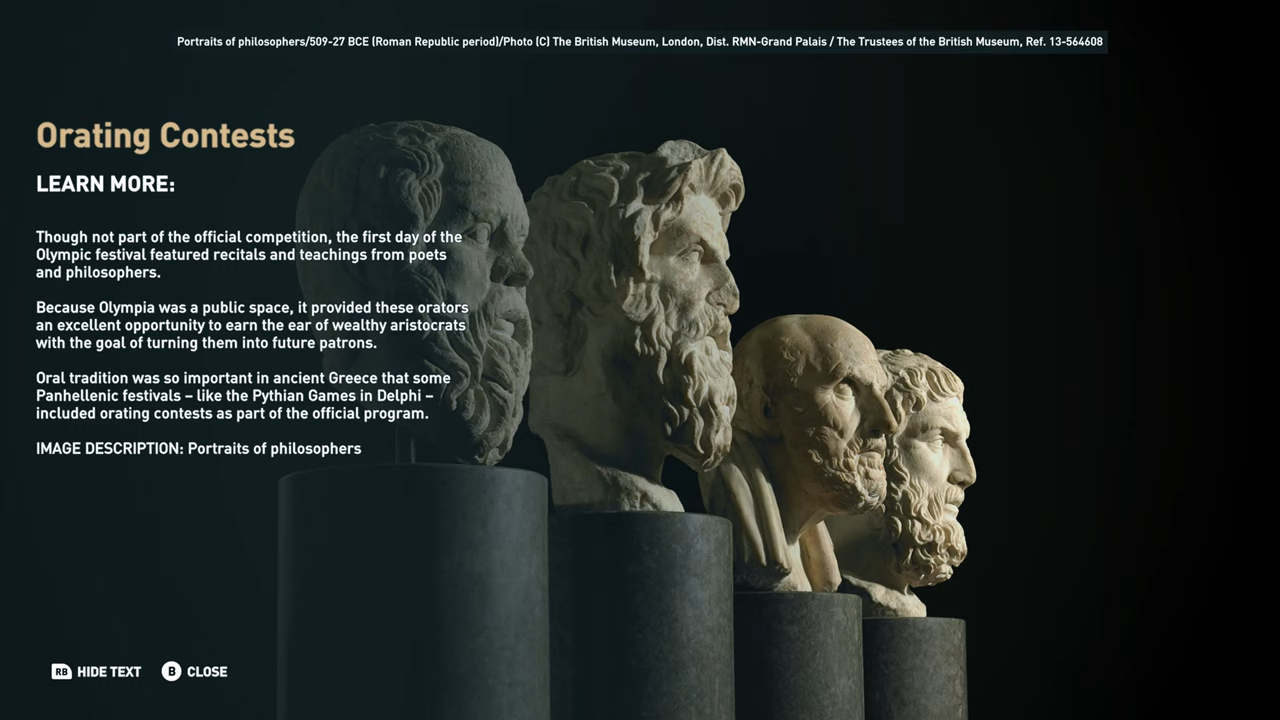 Portraits of philosophers/509-27 BCE (Roman Republic period)/Photo (C) The British Museum, London, Dist. RMN-Grand Palais / The Trustees of the British Museum, Ref. 13-564608
Orating Contests
LEARN MORE:
Though not part of the official competition, the first day of the
Olympic festival featured recitals and teachings from poets
and philosophers.
Because Olympia was a public space, it provided these orators
an excellent opportunity to earn the ear of wealthy aristocrats
with the goal of turning them into future patrons.
Oral tradition was so important in ancient Greece that some
Panhellenic festivals – like the Pythian Games in Delphi –
included orating contests as part of the official program.
IMAGE DESCRIPTION: Portraits of philosophers
RB HIDE TEXT B CLOSE